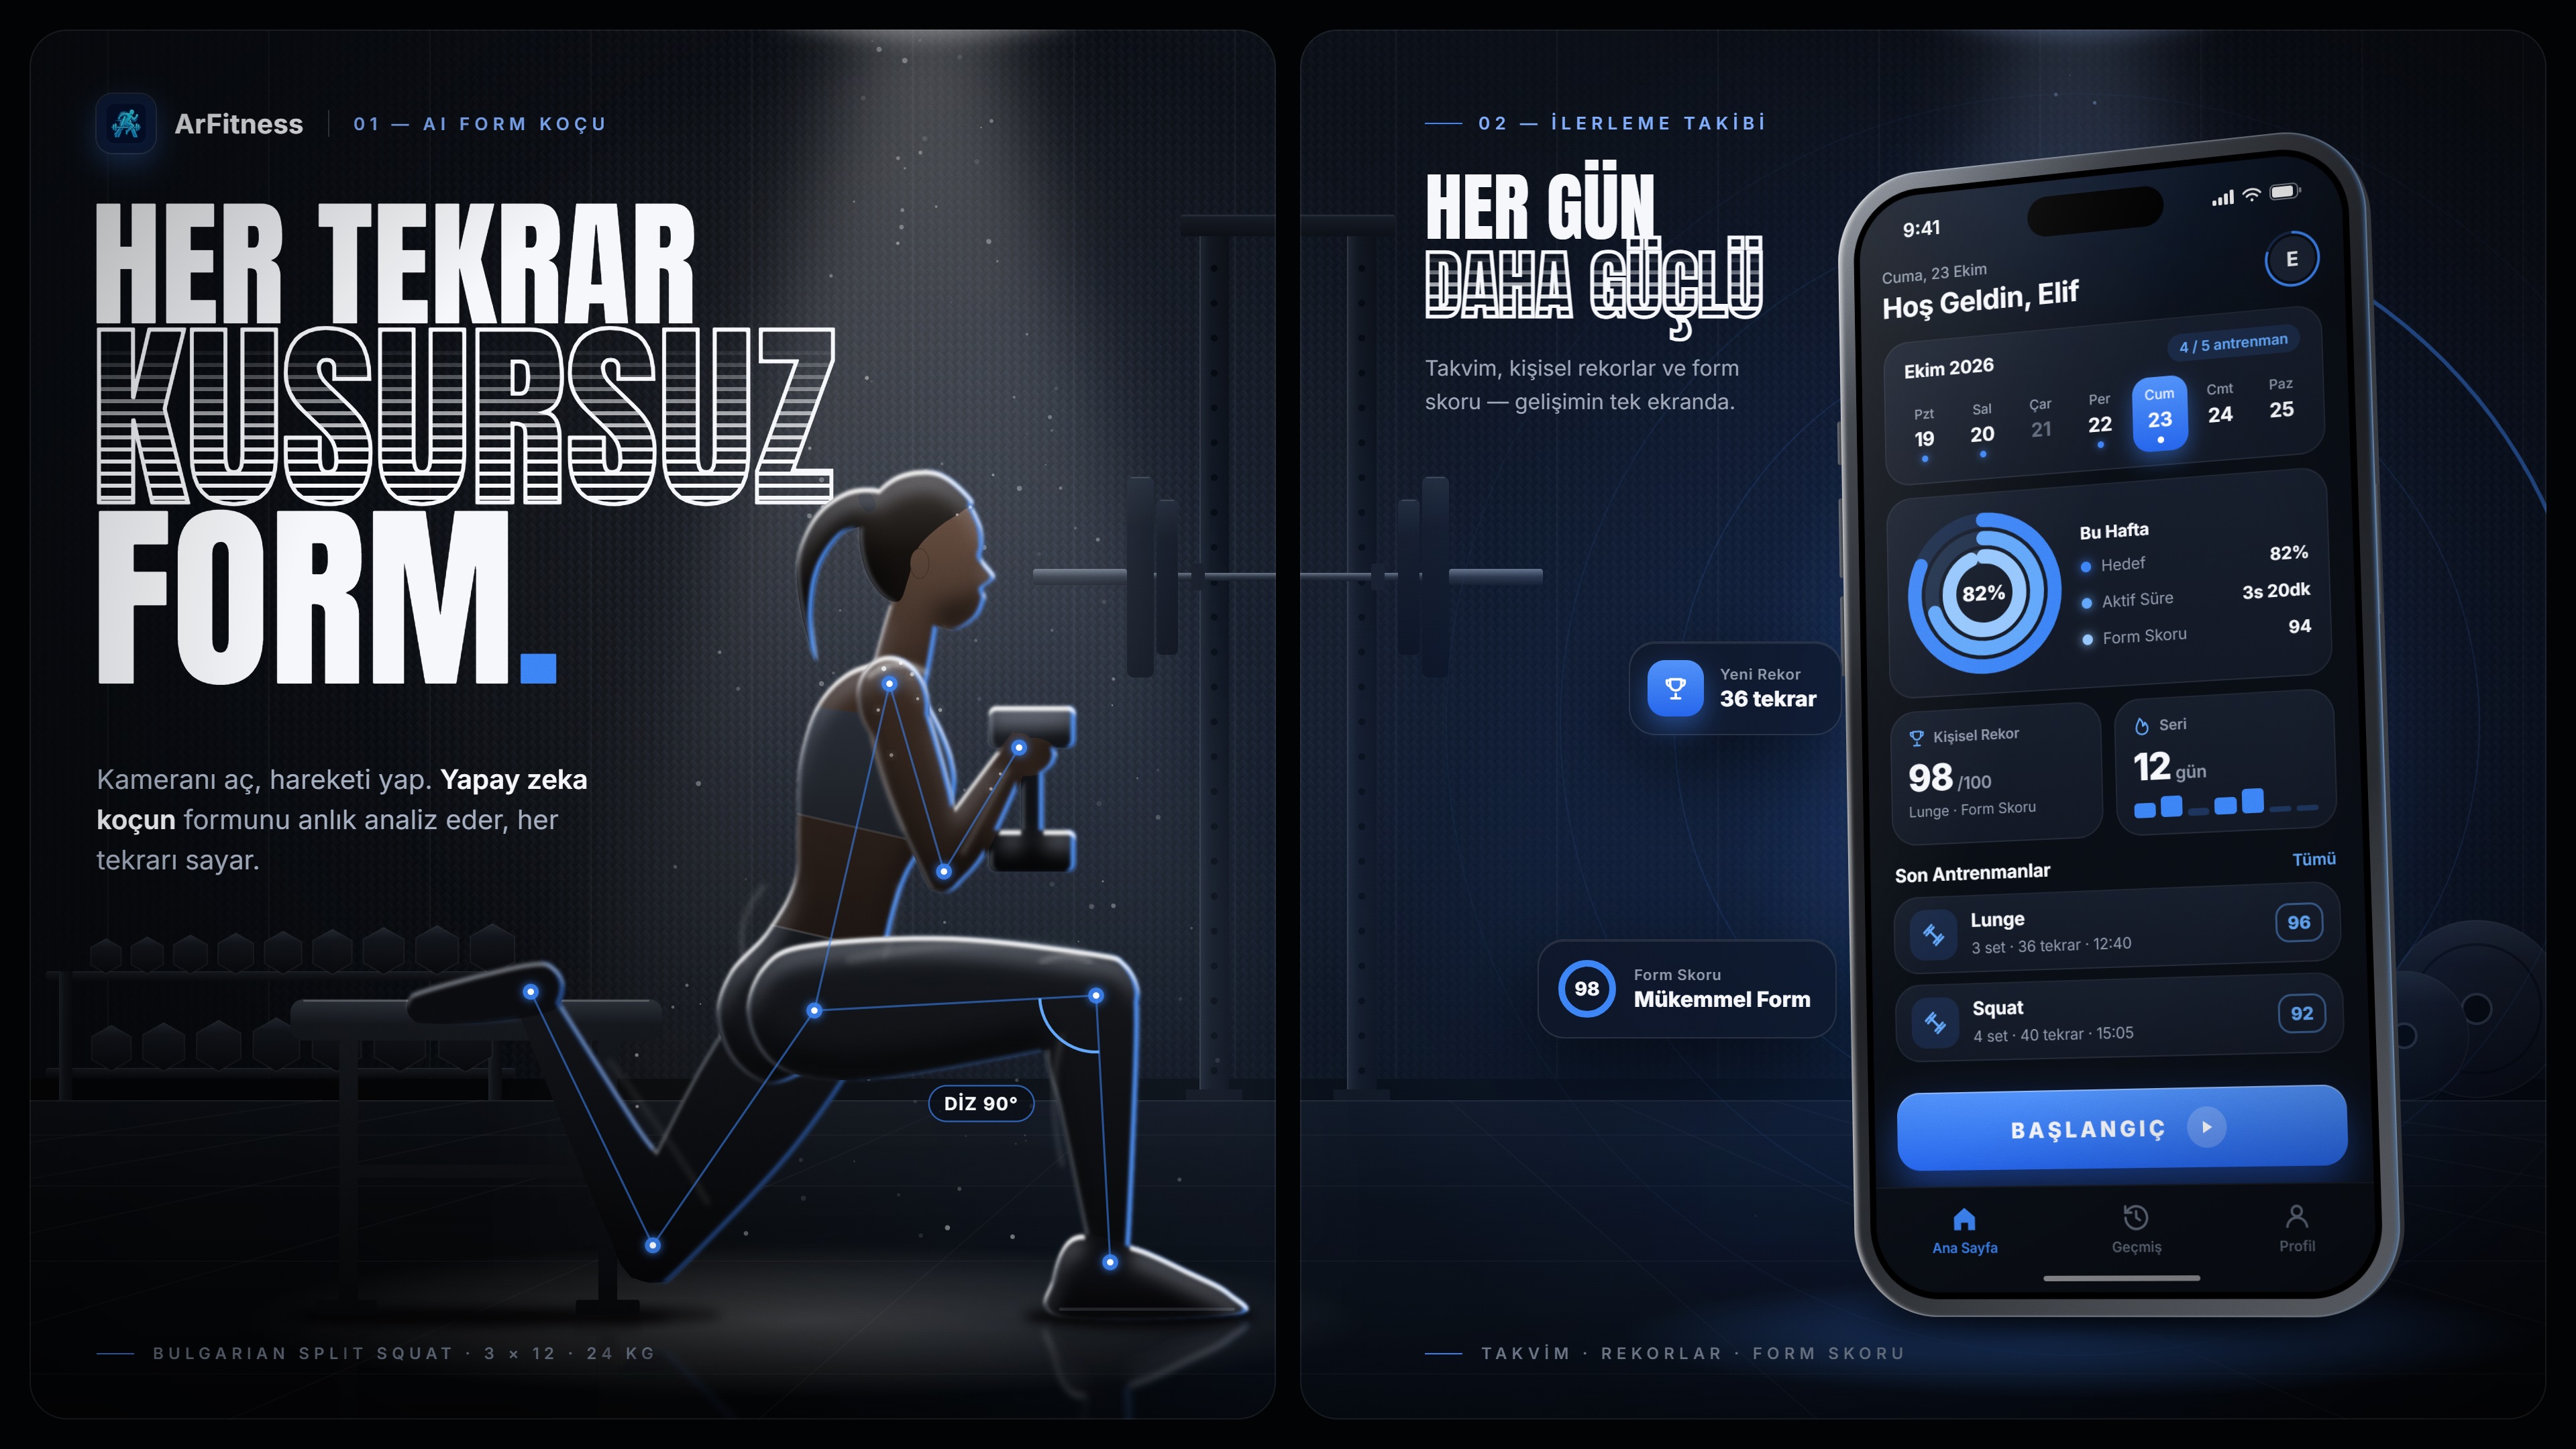 ArFitness
01 — AI FORM KOÇU
HER TEKRAR
KUSURSUZ
FORM.
Kameranı aç, hareketi yap. Yapay zeka
koçun formunu anlık analiz eder, her
tekrarı sayar.
DİZ 90°
BULGARIAN SPLIT SQUAT · 3 × 12 · 24 KG
02 — İLERLEME TAKİBİ
HER GÜN
DAHA GÜÇLÜ
Takvim, kişisel rekorlar ve form
skoru — gelişimin tek ekranda.
Yeni Rekor
36 tekrar
98
Form Skoru
Mükemmel Form
TAKVİM · REKORLAR · FORM SKORU
9:41
Cuma, 23 Ekim
Hoş Geldin, Elif
E
Ekim 2026
4 / 5 antrenman
Pzt Sal Çar Per Cum Cmt Paz
19 20 21 22 23 24 25
82%
Bu Hafta
Hedef 82%
Aktif Süre 3s 20dk
Form Skoru 94
Kişisel Rekor
98 /100
Lunge · Form Skoru
Seri
12 gün
Son Antrenmanlar
Tümü
Lunge
3 set · 36 tekrar · 12:40
96
Squat
4 set · 40 tekrar · 15:05
92
BAŞLANGIÇ
Ana Sayfa
Geçmiş
Profil